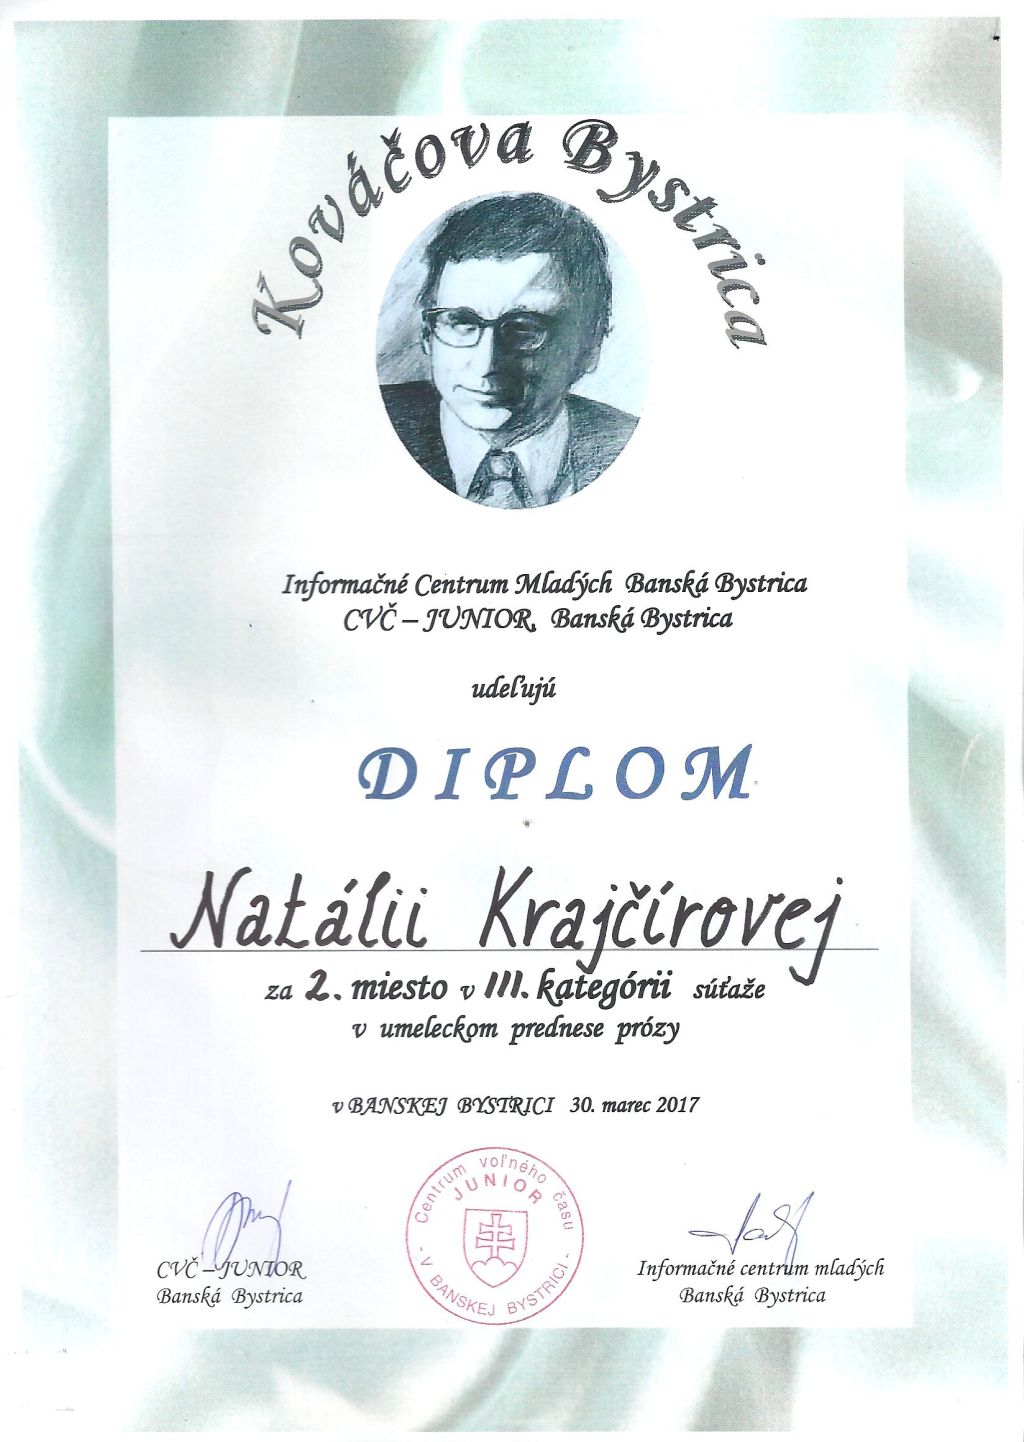 Kováčova Bystrica
Informačné Centrum Mladých Banská Bystrica
CVČ – JUNIOR, Banská Bystrica
udeľujú
DIPLOM
Natálii Krajčírovej
za 2. miesto v III. kategórii súťaže
v umeleckom prednese prózy
v BANSKEJ BYSTRICI 30. marec 2017
Centrum voľného času
JUNIOR
- V BANSKEJ BYSTRICI -
CVČ – JUNIOR
Banská Bystrica
Informačné centrum mladých
Banská Bystrica